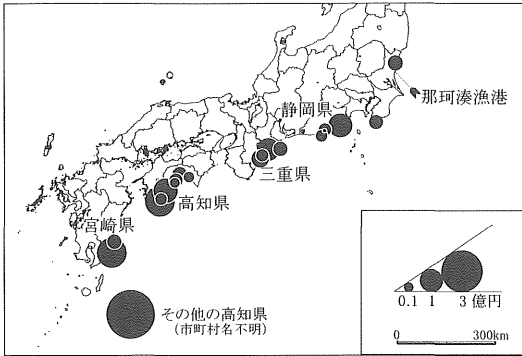 那珂湊漁港
静岡県
三重県
高知県
宮崎県
その他の高知県
(市町村名不明)
0.1 1 3 億円
0 300km